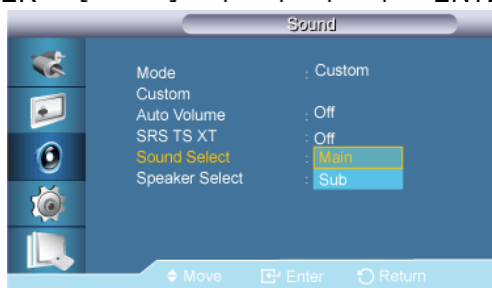 Sound
Mode : Custom
Custom
Auto Volume : Off
SRS TS XT : Off
Sound Select : Main
Speaker Select : Sub
Move Enter Return